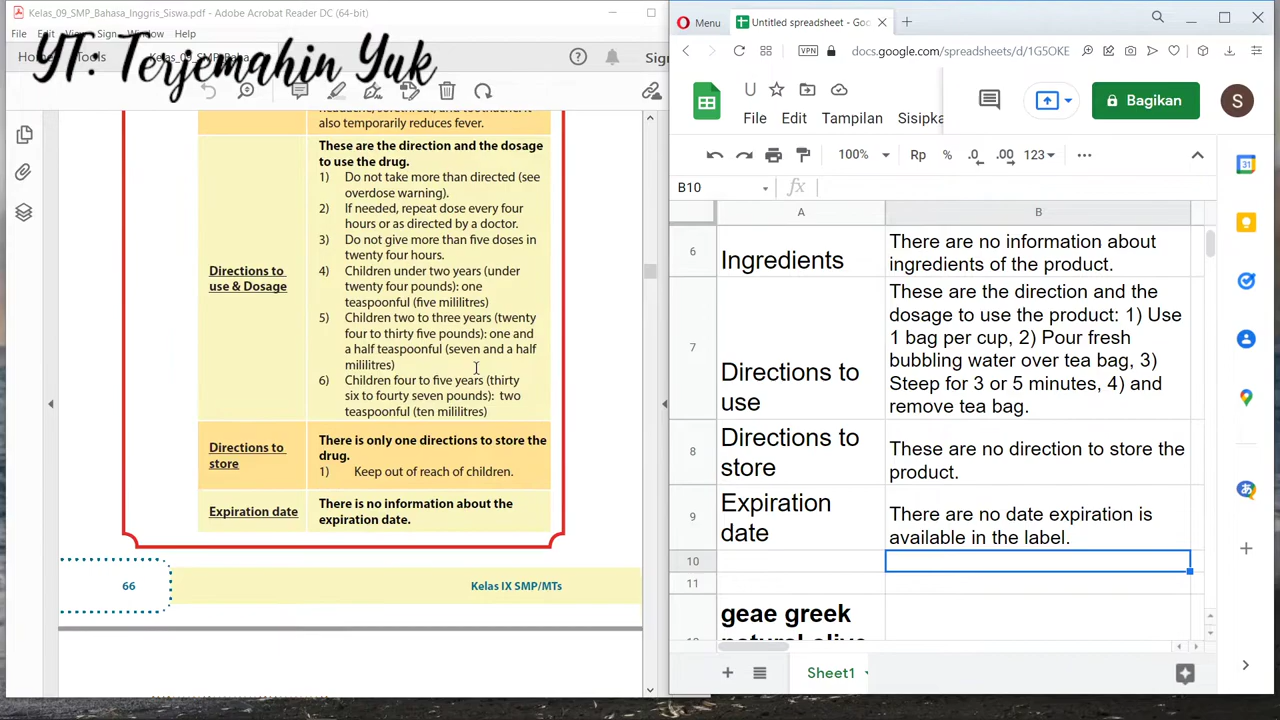 Kelas_09_SMP_Bahasa_Inggris_Siswa.pdf - Adobe Acrobat Reader DC (64-bit)
File Edit View Sign Window Help
Home Tools Kelas_09_SMP_Baha...
Sign
YT: Terjemahin Yuk
also temporarily reduces fever.
Directions to
use & Dosage
These are the direction and the dosage
to use the drug.
1) Do not take more than directed (see
overdose warning).
2) If needed, repeat dose every four
hours or as directed by a doctor.
3) Do not give more than five doses in
twenty four hours.
4) Children under two years (under
twenty four pounds): one
teaspoonful (five mililitres)
5) Children two to three years (twenty
four to thirty five pounds): one and
a half teaspoonful (seven and a half
mililitres)
6) Children four to five years (thirty
six to fourty seven pounds): two
teaspoonful (ten mililitres)
Directions to
store
There is only one directions to store the
drug.
1) Keep out of reach of children.
Expiration date
There is no information about the
expiration date.
66
Kelas IX SMP/MTs
Menu
Untitled spreadsheet - Goo
VPN
docs.google.com/spreadsheets/d/1G5OKE
U
Bagikan
S
File Edit Tampilan Sisipka
100% Rp % .0 .00 123
B10
fx
A B
6 Ingredients
There are no information about
ingredients of the product.
7 Directions to
use
These are the direction and the
dosage to use the product: 1) Use
1 bag per cup, 2) Pour fresh
bubbling water over tea bag, 3)
Steep for 3 or 5 minutes, 4) and
remove tea bag.
8 Directions to
store
These are no direction to store the
product.
9 Expiration
date
There are no date expiration is
available in the label.
10
11
geae greek
natural olive
Sheet1
31